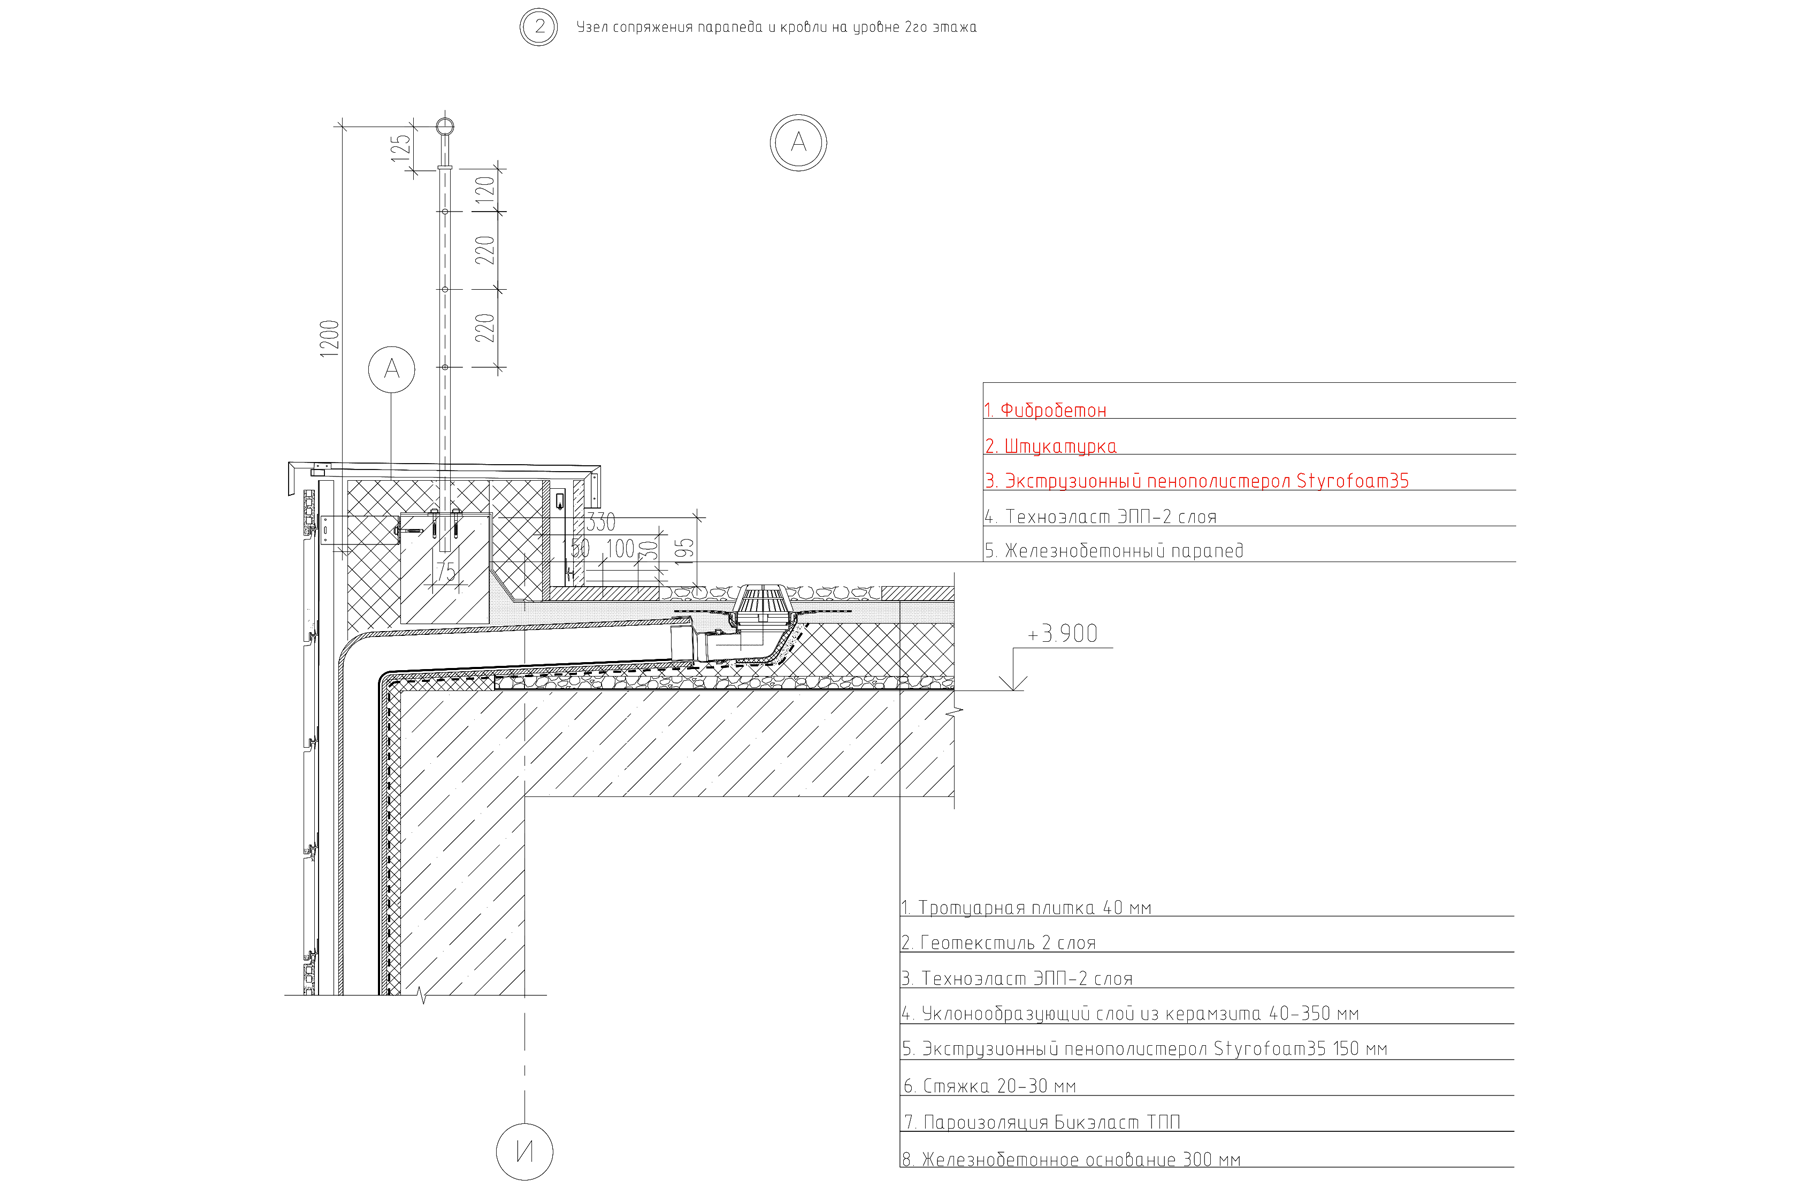 2 Узел сопряжения парапеда и кровли на уровне 2го этажа
А
125
120
220
220
1200
А
1. Фибробетон
2. Штукатурка
3. Экструзионный пенополистерол Styrofoam35
4. Техноэласт ЭПП-2 слоя
5. Железнобетонный парапед
330
150 100 30 195
75
+3.900
1. Тротуарная плитка 40 мм
2. Геотекстиль 2 слоя
3. Техноэласт ЭПП-2 слоя
4. Уклонообразующий слой из керамзита 40-350 мм
5. Экструзионный пенополистерол Styrofoam35 150 мм
6. Стяжка 20-30 мм
7. Пароизоляция Бикэласт ТПП
8. Железнобетонное основание 300 мм
И